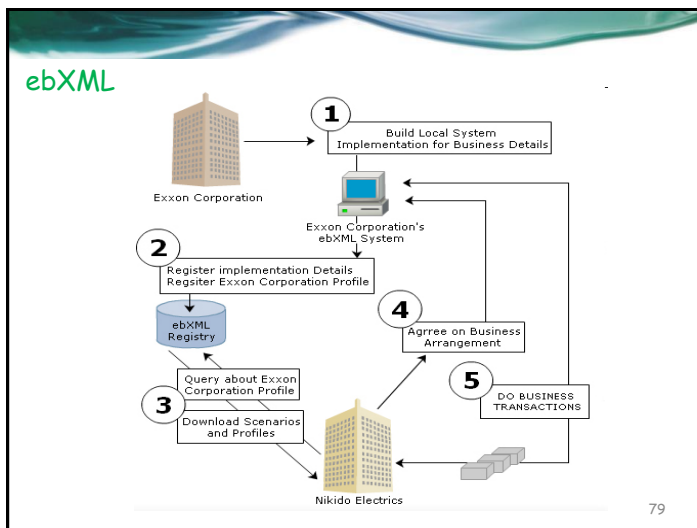 ebXML
1
Build Local System
Implementation for Business Details
Exxon Corporation
Exxon Corporation's
ebXML System
2
Register implementation Details
Regsiter Exxon Corporation Profile
ebXML
Registry
4
Agrree on Business
Arrangement
Query about Exxon
Corporation Profile
3
Download Scenarios
and Profiles
5
DO BUSINESS
TRANSACTIONS
Nikido Electrics
79